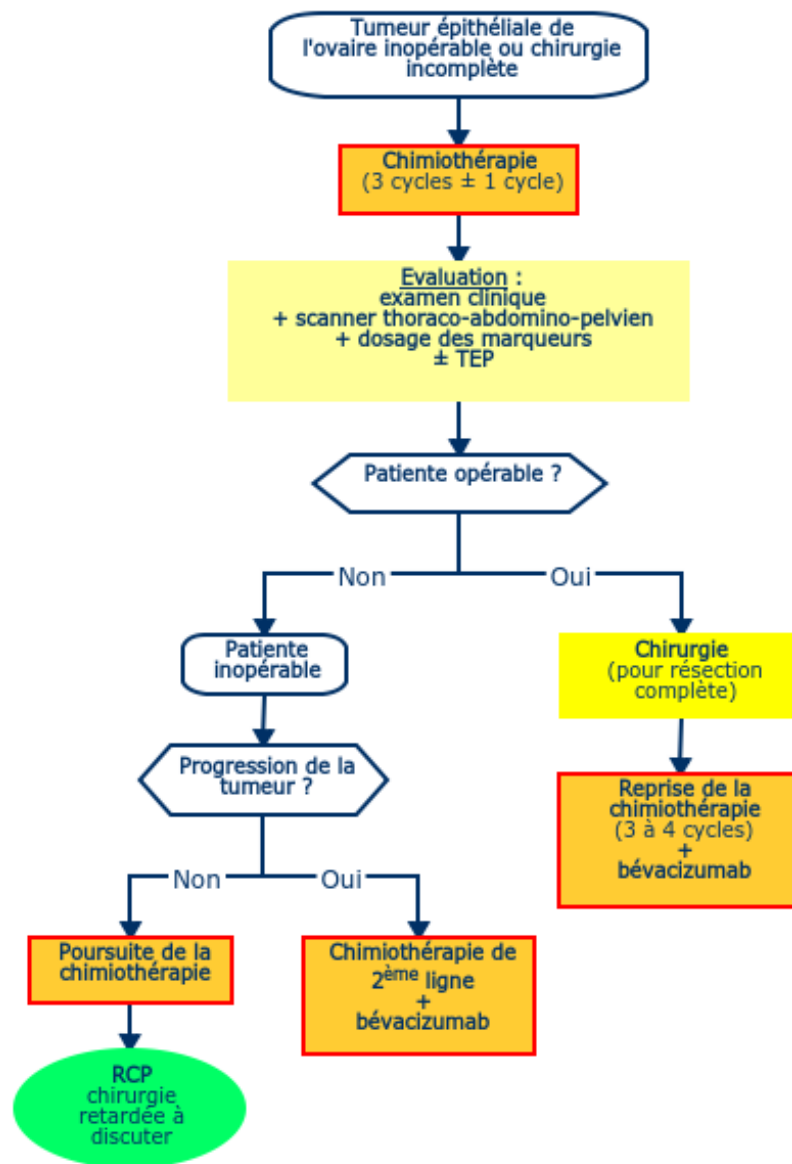 Tumeur épithéliale de
l'ovaire inopérable ou chirurgie
incomplète
Chimiothérapie
(3 cycles ± 1 cycle)
Evaluation :
examen clinique
+ scanner thoraco-abdomino-pelvien
+ dosage des marqueurs
± TEP
Patiente opérable ?
Non
Oui
Patiente
inopérable
Chirurgie
(pour résection
complète)
Progression de la
tumeur ?
Reprise de la
chimiothérapie
(3 à 4 cycles)
+
bévacizumab
Non
Oui
Poursuite de la
chimiothérapie
Chimiothérapie de
2ème ligne
+
bévacizumab
RCP
chirurgie
retardée à
discuter